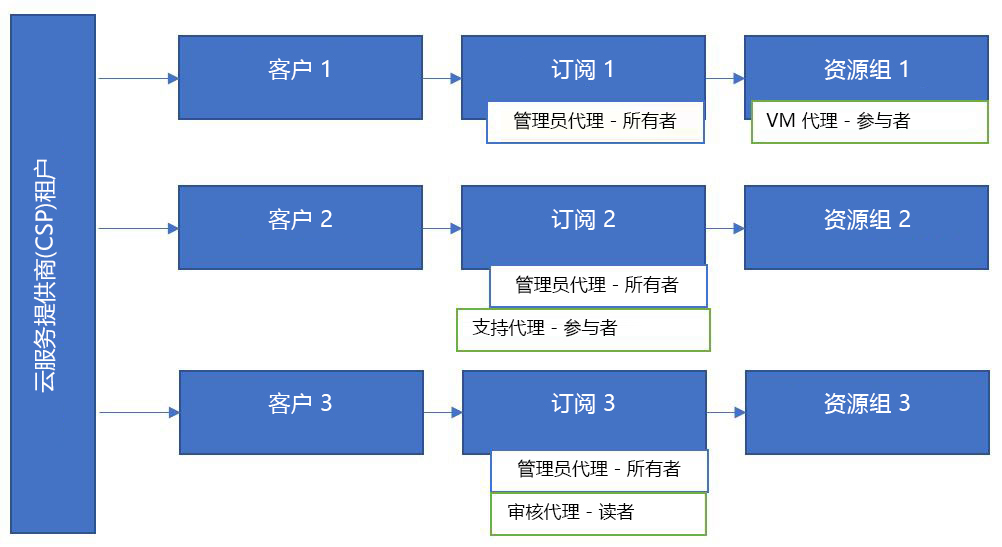 云服务提供商(CSP)租户
客户 1
订阅 1
资源组 1
管理员代理 - 所有者
VM 代理 - 参与者
客户 2
订阅 2
资源组 2
管理员代理 - 所有者
支持代理 - 参与者
客户 3
订阅 3
资源组 3
管理员代理 - 所有者
审核代理 - 读者